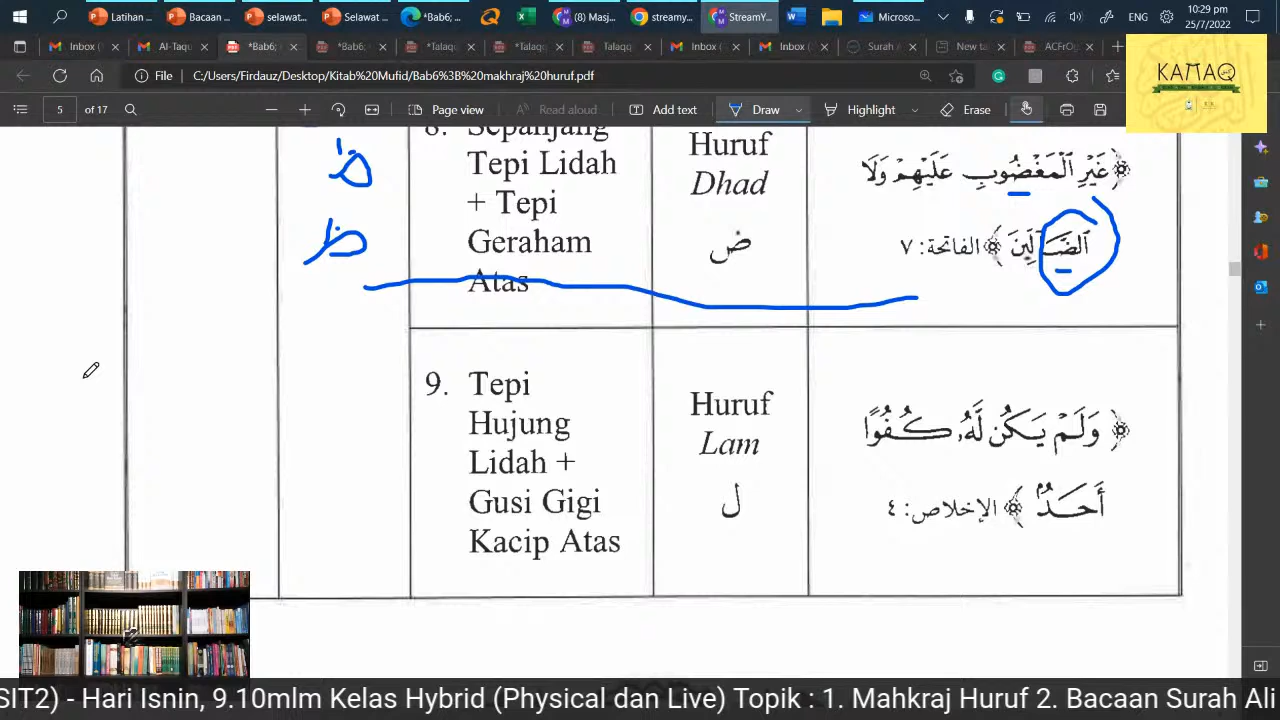 Latihan
Bacaan
selawat
Selawat
*Bab6;
(8) Masj
streamy
StreamY
Microso
ENG
10:29 PM
25/7/2022
Inbox (
Al-Taqu
*Bab6;
*Bab6;
*Talaq
*Talaq
Talaq
Inbox (
Inbox (
Surah A
New ta
ACFrO
File
C:/Users/Firdauz/Desktop/Kitab%20Mufid/Bab6%3B%20makhraj%20huruf.pdf
KAMAQ
5 of 17
Page view
Read aloud
Add text
Draw
Highlight
Erase
8. Sepanjang
Tepi Lidah
+ Tepi
Geraham
Atas
Huruf
Dhad
ض
﴿ غَيْرِ ٱلْمَغْضُوبِ عَلَيْهِمْ وَلَا
ٱلضَّآلِّينَ ﴾ الفاتحة: ٧
ظ
9. Tepi
Hujung
Lidah +
Gusi Gigi
Kacip Atas
Huruf
Lam
ل
﴿ وَلَمْ يَكُن لَّهُۥ كُفُوًا
أَحَدٌۢ ﴾ الإخلاص: ٤
SIT2) - Hari Isnin, 9.10mlm Kelas Hybrid (Physical dan Live) Topik : 1. Mahkraj Huruf 2. Bacaan Surah Ali